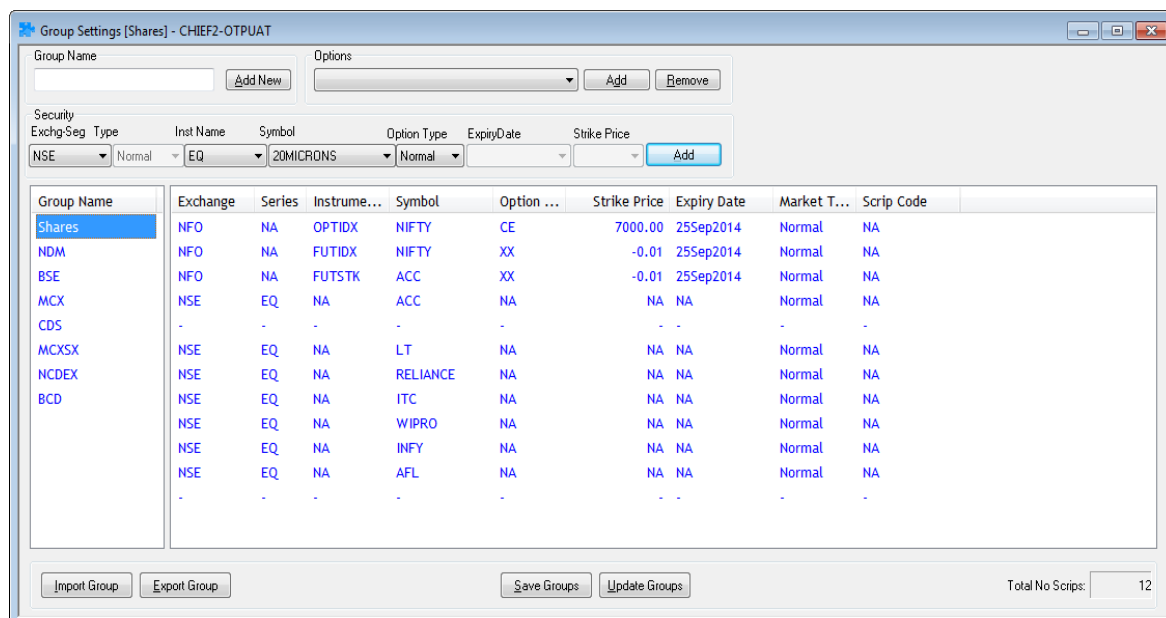 Group Settings [Shares] - CHIEF2-OTPUAT
Group Name Options
Add New Add Remove
Security
Exchg-Seg Type Inst Name Symbol Option Type ExpiryDate Strike Price
NSE Normal EQ 20MICRONS Normal Add
Group Name Exchange Series Instrume... Symbol Option ... Strike Price Expiry Date Market T... Scrip Code
Shares NFO NA OPTIDX NIFTY CE 7000.00 25Sep2014 Normal NA
NDM NFO NA FUTIDX NIFTY XX -0.01 25Sep2014 Normal NA
BSE NFO NA FUTSTK ACC XX -0.01 25Sep2014 Normal NA
MCX NSE EQ NA ACC NA NA NA Normal NA
CDS - - - - - - - - -
MCXSX NSE EQ NA LT NA NA NA Normal NA
NCDEX NSE EQ NA RELIANCE NA NA NA Normal NA
BCD NSE EQ NA ITC NA NA NA Normal NA
NSE EQ NA WIPRO NA NA NA Normal NA
NSE EQ NA INFY NA NA NA Normal NA
NSE EQ NA AFL NA NA NA Normal NA
- - - - - - - - -
Import Group Export Group Save Groups Update Groups Total No Scrips: 12